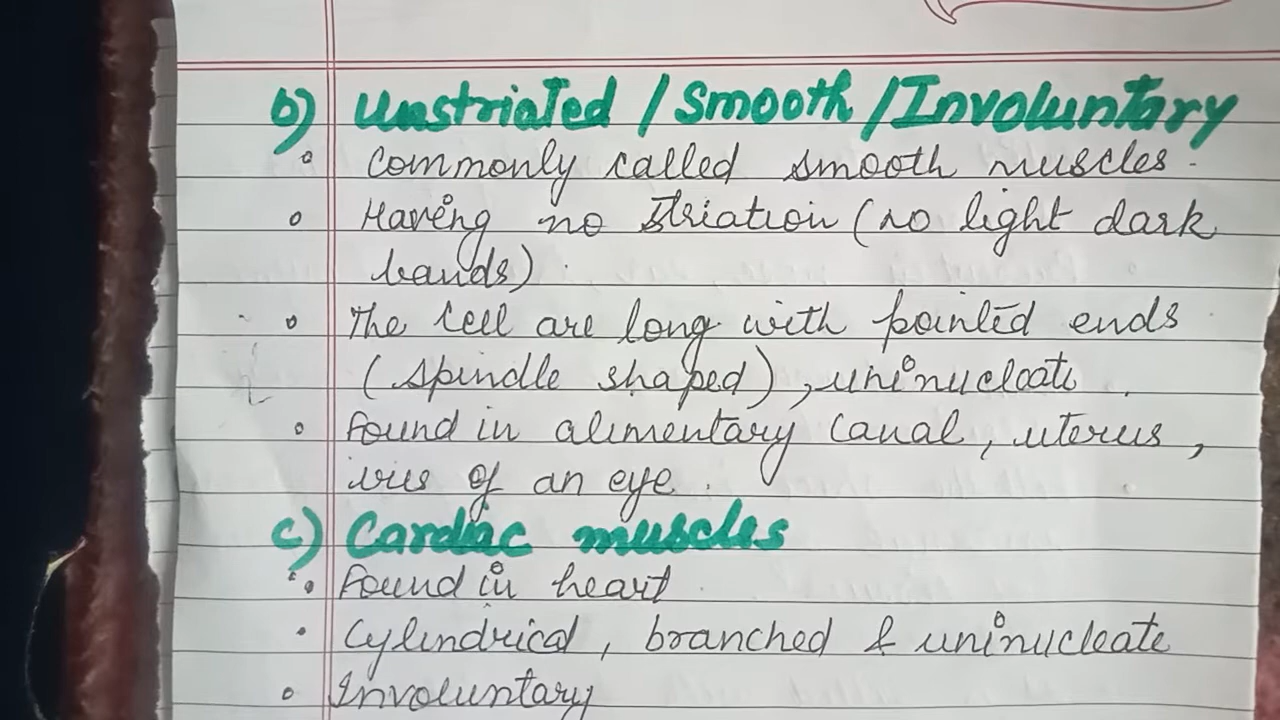 b) Unstriated / Smooth / Involuntary
• Commonly called smooth muscles.
• Having no striation (no light dark
bands).
• The cell are long with pointed ends
(spindle shaped), uninucleate.
• Found in alimentary canal, uterus,
iris of an eye.
c) Cardiac muscles
• Found in heart
• Cylindrical, branched & uninucleate
• Involuntary